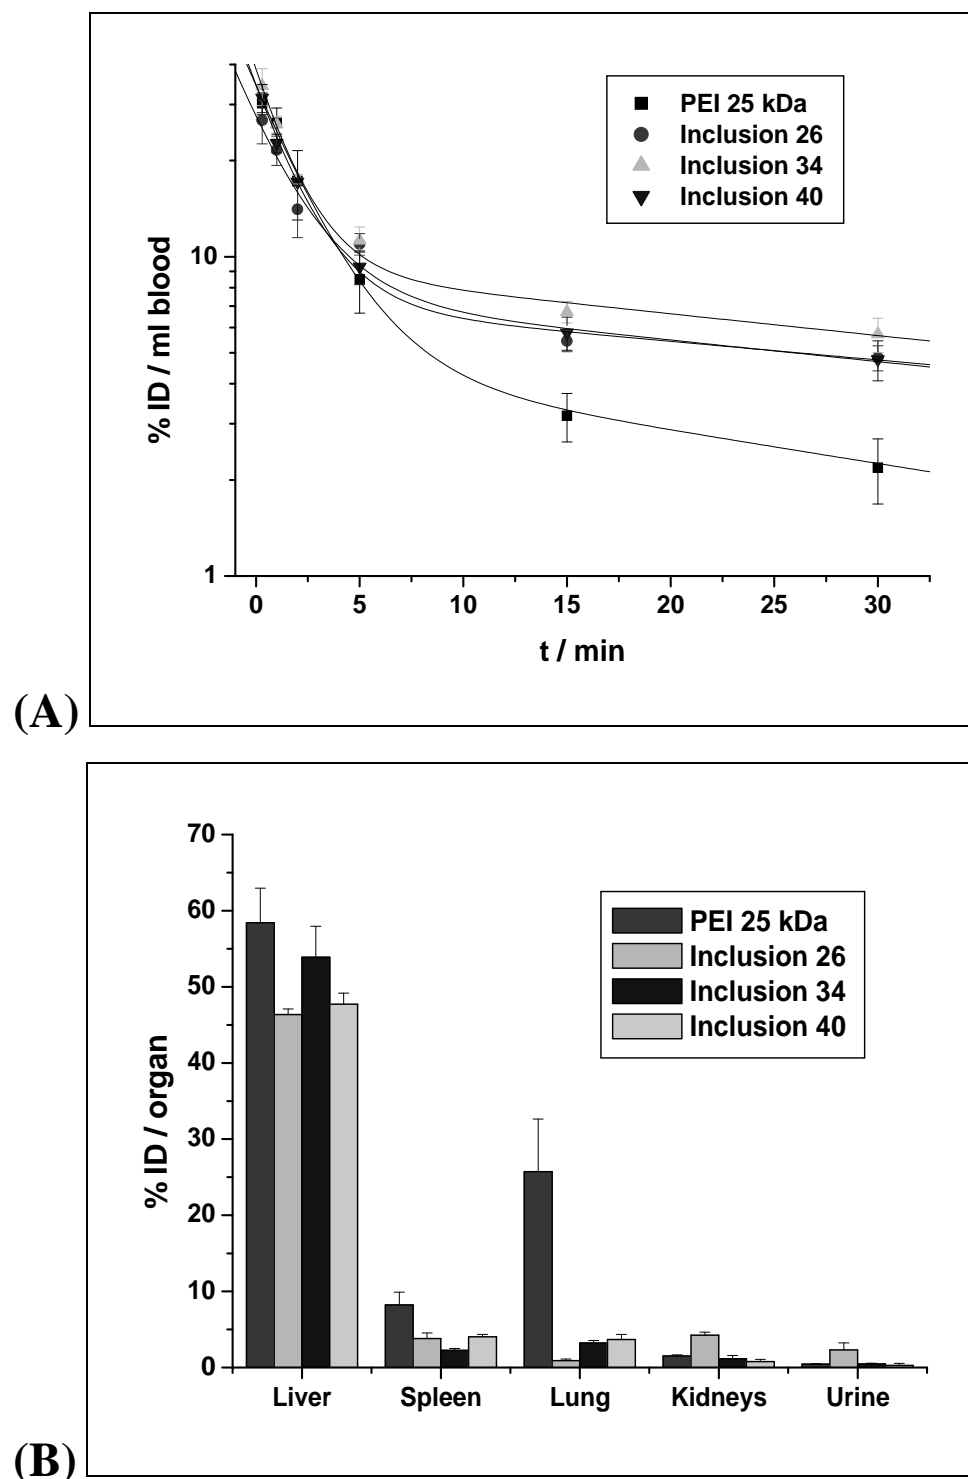 PEI 25 kDa
Inclusion 26
Inclusion 34
Inclusion 40
% ID / ml blood
10
1
0 5 10 15 20 25 30
t / min
(A)
70
60
50
40
30
20
10
0
% ID / organ
PEI 25 kDa
Inclusion 26
Inclusion 34
Inclusion 40
Liver Spleen Lung Kidneys Urine
(B)